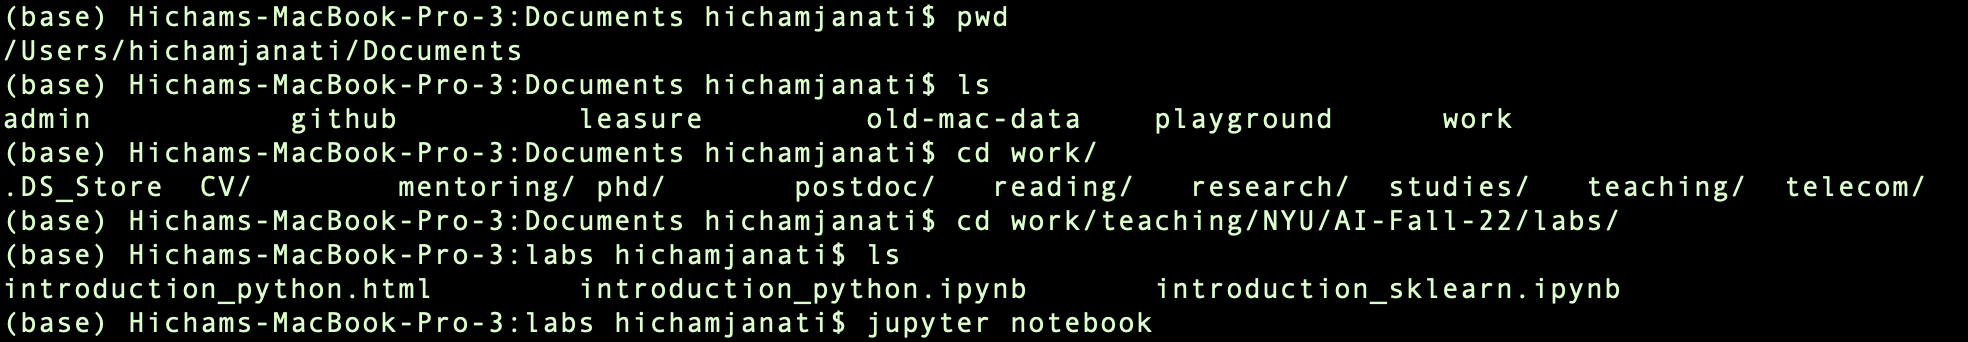 (base) Hichams-MacBook-Pro-3:Documents hichamjanati$ pwd
/Users/hichamjanati/Documents
(base) Hichams-MacBook-Pro-3:Documents hichamjanati$ ls
admin github leasure old-mac-data playground work
(base) Hichams-MacBook-Pro-3:Documents hichamjanati$ cd work/
.DS_Store CV/ mentoring/ phd/ postdoc/ reading/ research/ studies/ teaching/ telecom/
(base) Hichams-MacBook-Pro-3:Documents hichamjanati$ cd work/teaching/NYU/AI-Fall-22/labs/
(base) Hichams-MacBook-Pro-3:labs hichamjanati$ ls
introduction_python.html introduction_python.ipynb introduction_sklearn.ipynb
(base) Hichams-MacBook-Pro-3:labs hichamjanati$ jupyter notebook